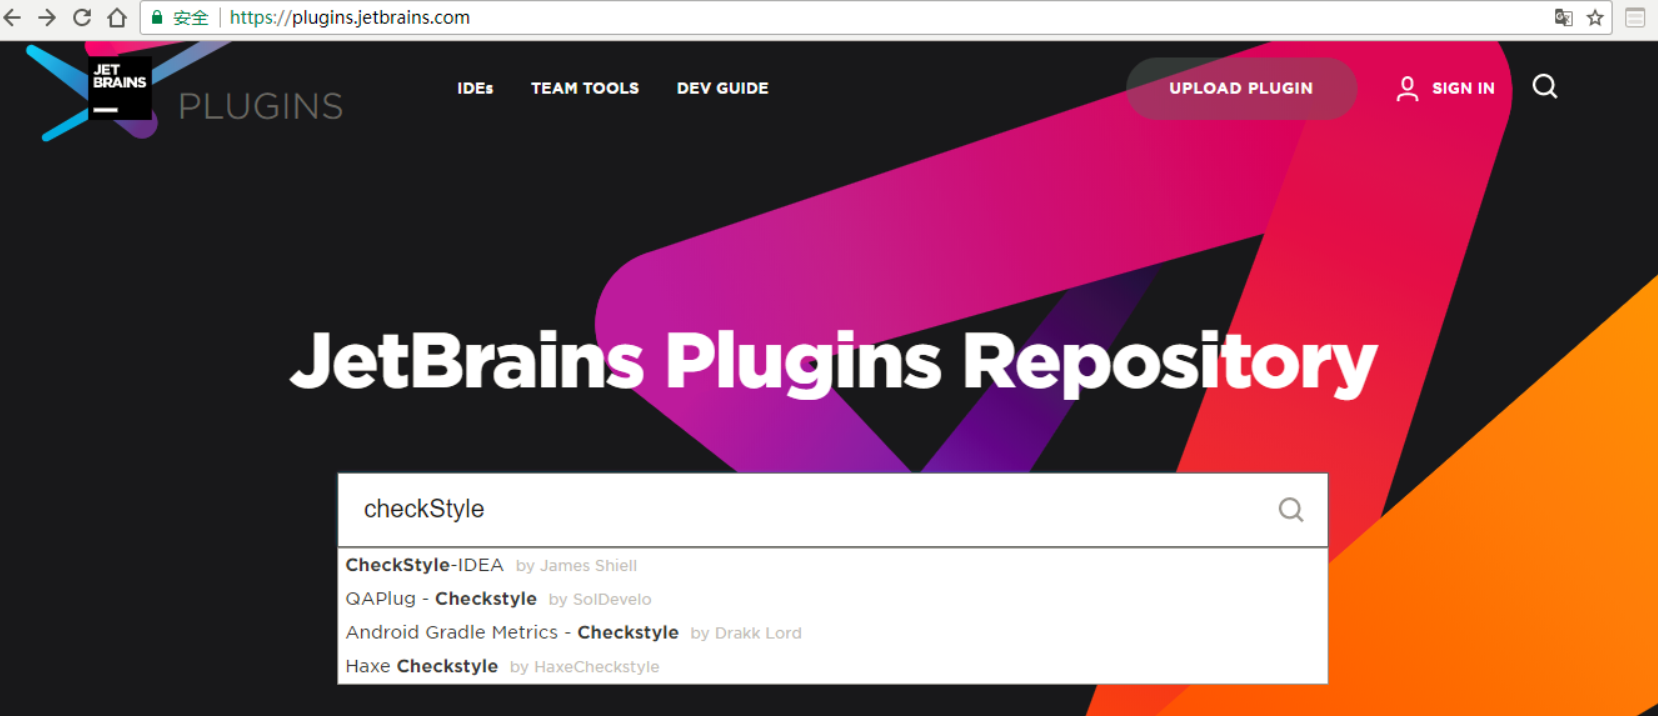 安全 https://plugins.jetbrains.com
JET
BRAINS
PLUGINS
IDEs TEAM TOOLS DEV GUIDE UPLOAD PLUGIN SIGN IN
JetBrains Plugins Repository
checkStyle
CheckStyle-IDEA by James Shiell
QAPlug - Checkstyle by SolDevelo
Android Gradle Metrics - Checkstyle by Drakk Lord
Haxe Checkstyle by HaxeCheckstyle